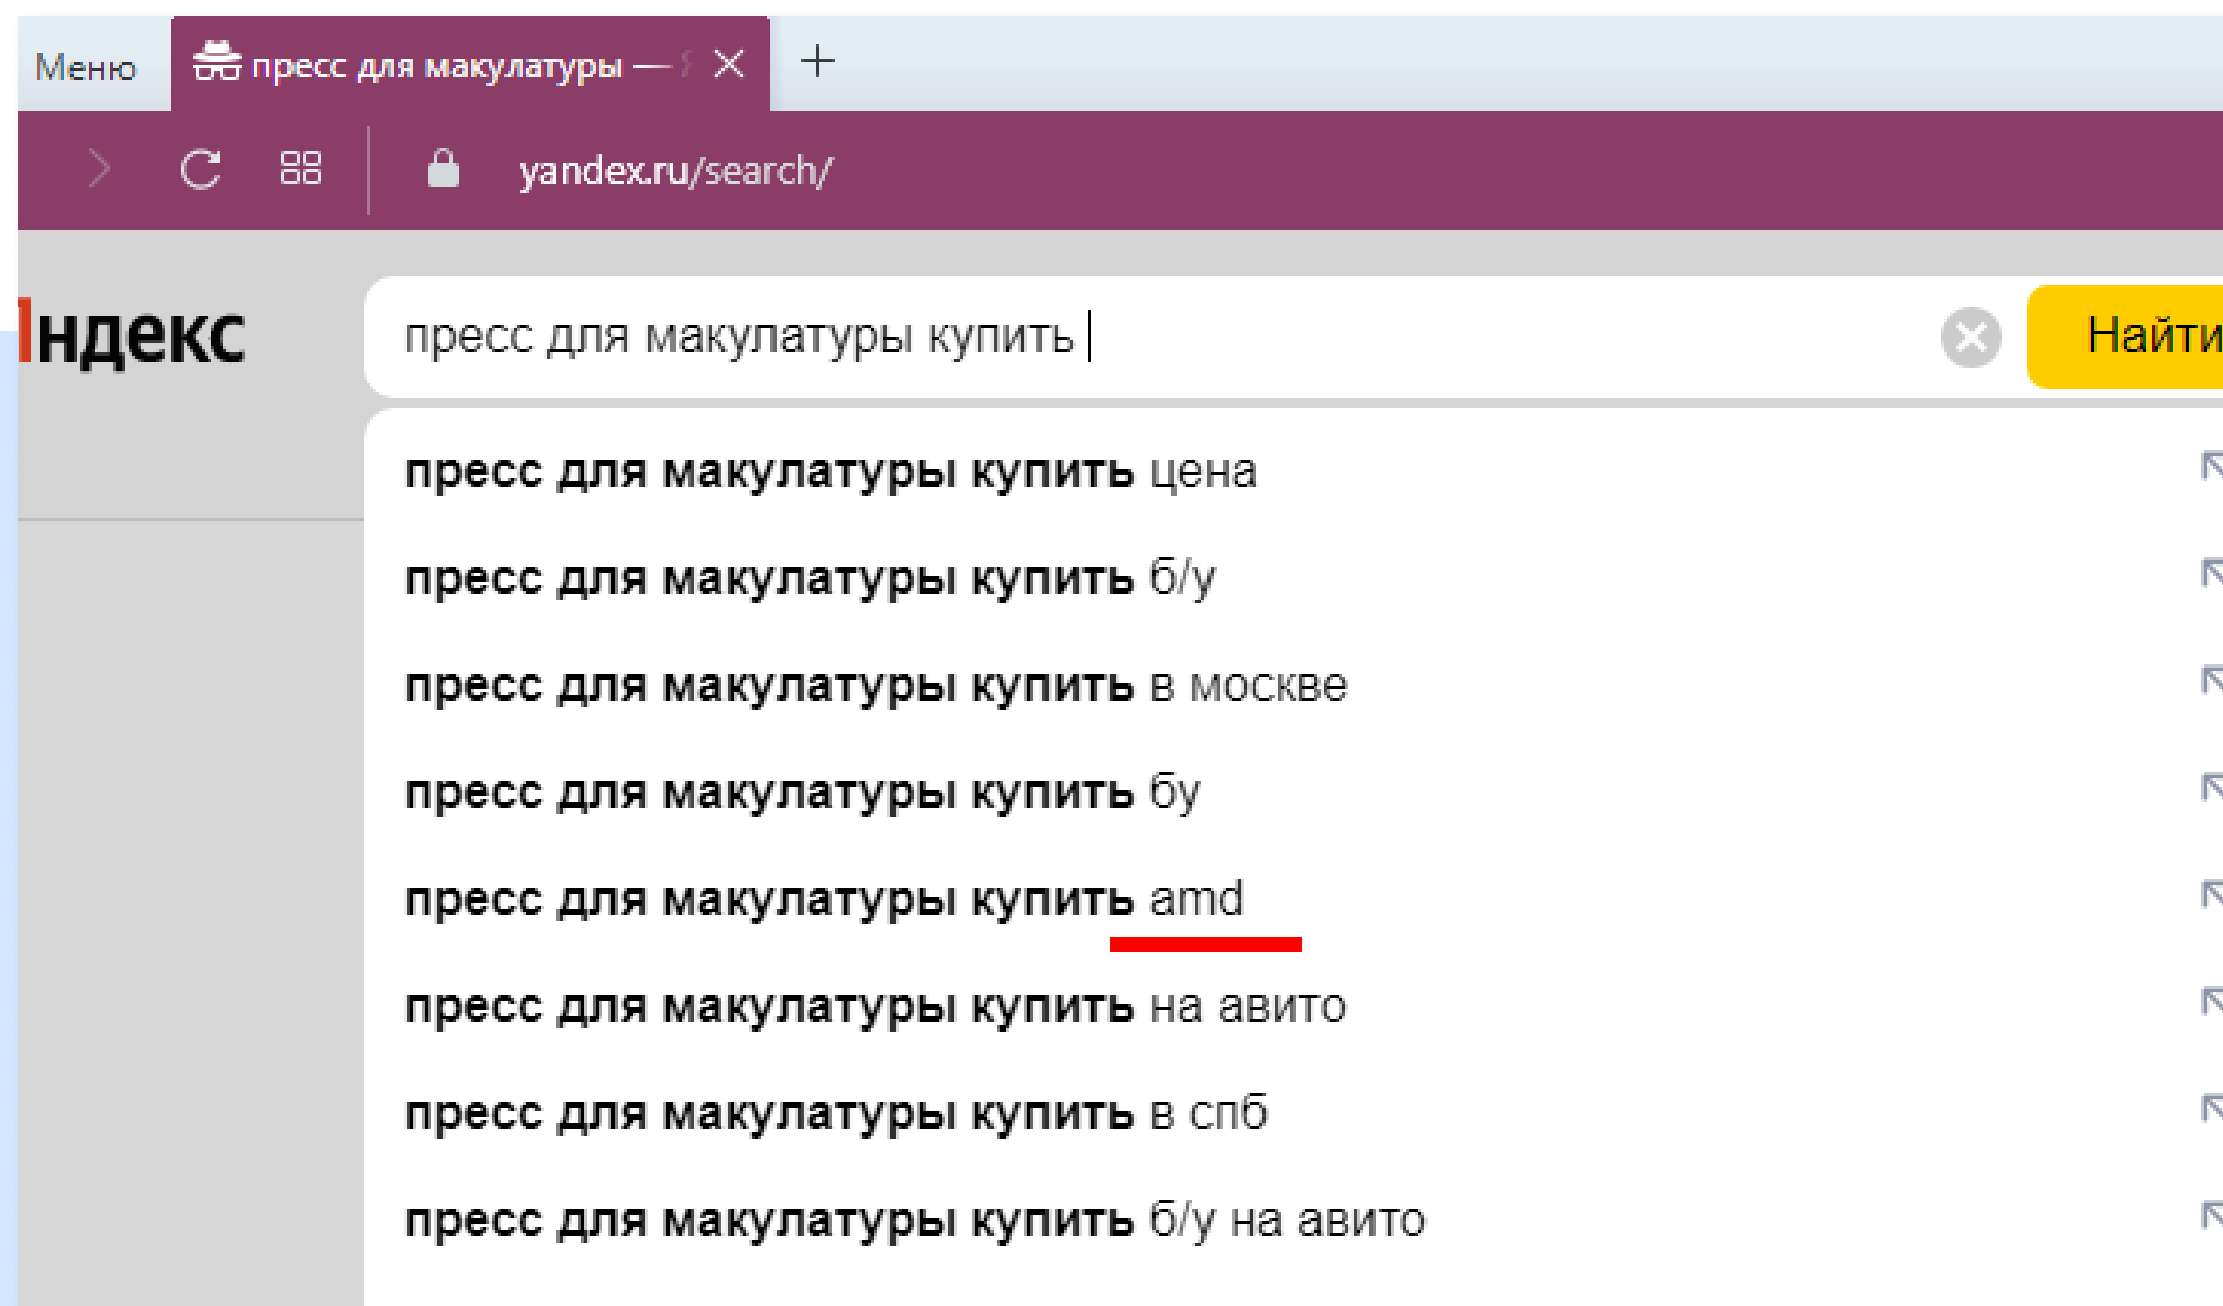 Меню
пресс для макулатуры —
yandex.ru/search/
Яндекс
пресс для макулатуры купить
Найти
пресс для макулатуры купить цена
пресс для макулатуры купить б/у
пресс для макулатуры купить в москве
пресс для макулатуры купить бу
пресс для макулатуры купить amd
пресс для макулатуры купить на авито
пресс для макулатуры купить в спб
пресс для макулатуры купить б/у на авито